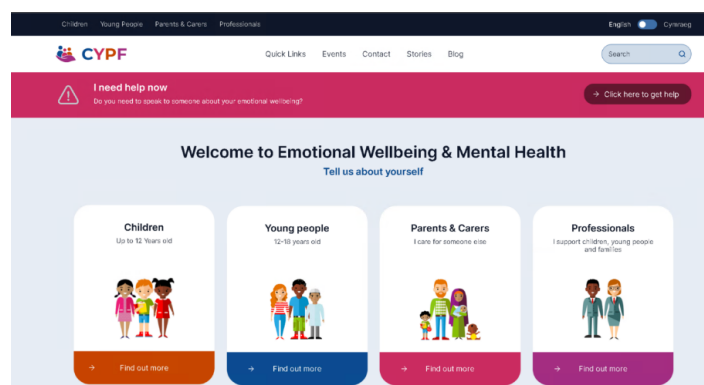 Children Young People Parents & Carers Professionals English Cymraeg
CYPF Quick Links Events Contact Stories Blog Search
I need help now
Do you need to speak to someone about your emotional wellbeing?
→ Click here to get help
Welcome to Emotional Wellbeing & Mental Health
Tell us about yourself
Children
Up to 12 Years old
→ Find out more
Young people
12-18 years old
→ Find out more
Parents & Carers
I care for someone else
→ Find out more
Professionals
I support children, young people
and families
→ Find out more